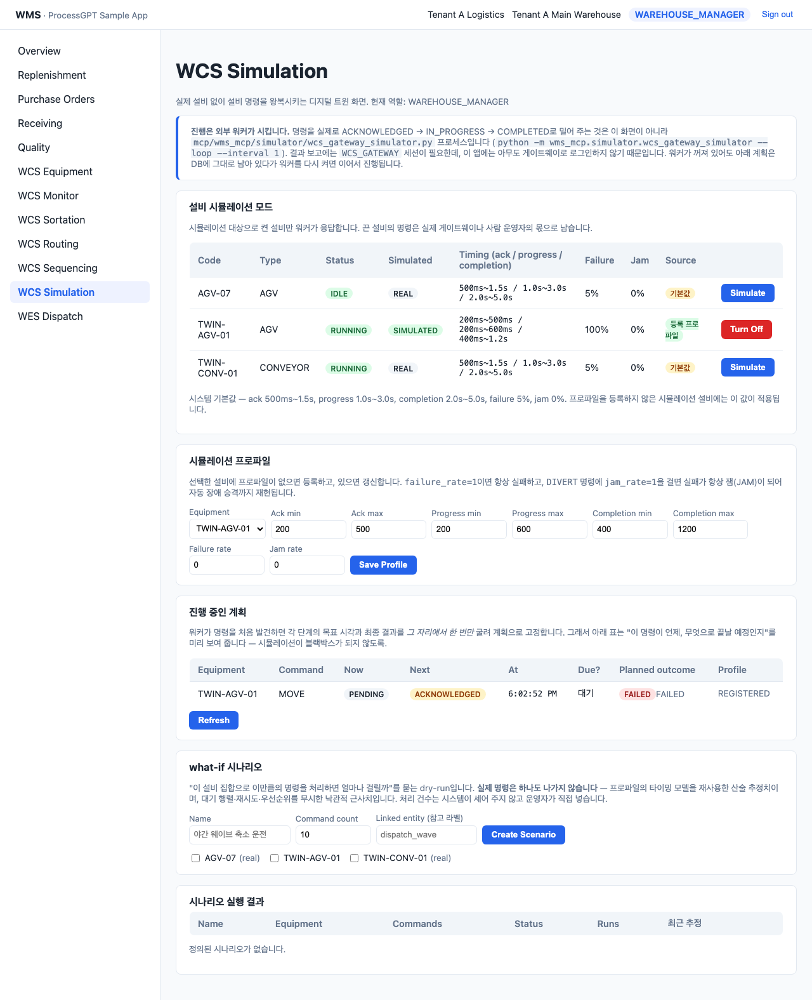 WMS · ProcessGPT Sample App
Tenant A Logistics Tenant A Main Warehouse WAREHOUSE_MANAGER Sign out
Overview
Replenishment
Purchase Orders
Receiving
Quality
WCS Equipment
WCS Monitor
WCS Sortation
WCS Routing
WCS Sequencing
WCS Simulation
WES Dispatch
WCS Simulation
실제 설비 없이 설비 명령을 왕복시키는 디지털 트윈 화면. 현재 역할: WAREHOUSE_MANAGER
진행은 외부 워커가 시킵니다. 명령을 실제로 ACKNOWLEDGED → IN_PROGRESS → COMPLETED로 밀어 주는 것은 이 화면이 아니라
mcp/wms_mcp/simulator/wcs_gateway_simulator.py 프로세스입니다 ( python -m wms_mcp.simulator.wcs_gateway_simulator --
loop --interval 1 ). 결과 보고에는 WCS_GATEWAY 세션이 필요한데, 이 앱에는 아무도 게이트웨이로 로그인하지 않기 때문입니다. 워커가 꺼져 있어도 아래 계획은
DB에 그대로 남아 있다가 워커를 다시 켜면 이어서 진행됩니다.
설비 시뮬레이션 모드
시뮬레이션 대상으로 켠 설비만 워커가 응답합니다. 끈 설비의 명령은 실제 게이트웨이나 사람 운영자의 몫으로 남습니다.
Code Type Status Simulated Timing (ack / progress /
completion) Failure Jam Source
AGV-07 AGV IDLE REAL 500ms~1.5s / 1.0s~3.0s
/ 2.0s~5.0s 5% 0% 기본값 Simulate
TWIN-
AGV-01 AGV RUNNING SIMULATED 200ms~500ms /
200ms~600ms /
400ms~1.2s 100% 0% 등록 프로
파일 Turn Off
TWIN-
CONV-01 CONVEYOR RUNNING REAL 500ms~1.5s / 1.0s~3.0s
/ 2.0s~5.0s 5% 0% 기본값 Simulate
시스템 기본값 — ack 500ms~1.5s, progress 1.0s~3.0s, completion 2.0s~5.0s, failure 5%, jam 0%. 프로파일을 등록하지 않은 시뮬레이션 설비에는 이 값이 적용됩
니다.
시뮬레이션 프로파일
선택한 설비에 프로파일이 없으면 등록하고, 있으면 갱신합니다. failure_rate=1이면 항상 실패하고, DIVERT 명령에 jam_rate=1을 걸면 실패가 항상 잼(JAM)이 되어
자동 장애 승격까지 재현됩니다.
Equipment Ack min Ack max Progress min Progress max Completion min Completion max
TWIN-AGV-01 200 500 200 600 400 1200
Failure rate Jam rate
0 0 Save Profile
진행 중인 계획
워커가 명령을 처음 발견하면 각 단계의 목표 시각과 최종 결과를 그 자리에서 한 번만 굴려 계획으로 고정합니다. 그래서 아래 표는 "이 명령이 언제, 무엇으로 끝날 예정인지"를
미리 보여 줍니다 — 시뮬레이션이 블랙박스가 되지 않도록.
Equipment Command Now Next At Due? Planned outcome Profile
TWIN-AGV-01 MOVE PENDING ACKNOWLEDGED 6:02:52 PM 대기 FAILED FAILED REGISTERED
Refresh
what-if 시나리오
"이 설비 집합으로 이만큼의 명령을 처리하면 얼마나 걸릴까"를 묻는 dry-run입니다. 실제 명령은 하나도 나가지 않습니다 — 프로파일의 타이밍 모델을 재사용한 산술 추정치이
며, 대기 행렬·재시도·우선순위를 무시한 낙관적 근사치입니다. 처리 건수는 시스템이 세어 주지 않고 운영자가 직접 넣습니다.
Name Command count Linked entity (참고 라벨)
야간 웨이브 축소 운전 10 dispatch_wave Create Scenario
AGV-07 (real) TWIN-AGV-01 TWIN-CONV-01 (real)
시나리오 실행 결과
Name Equipment Commands Status Runs 최근 추정
정의된 시나리오가 없습니다.